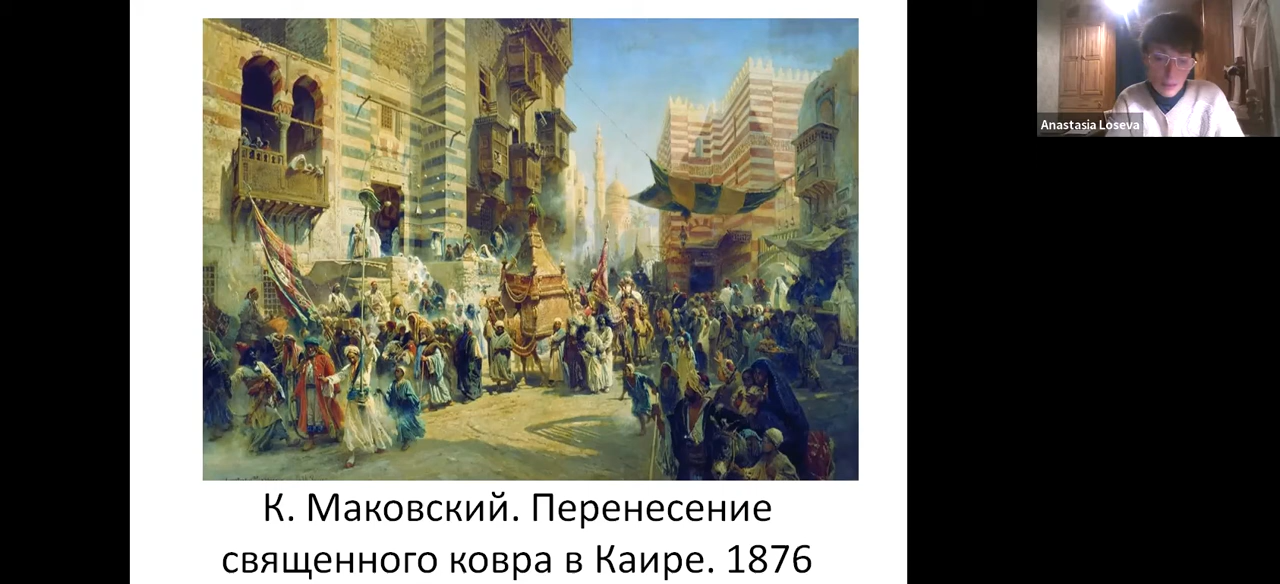 Anastasia Loseva
К. Маковский. Перенесение
священного ковра в Каире. 1876